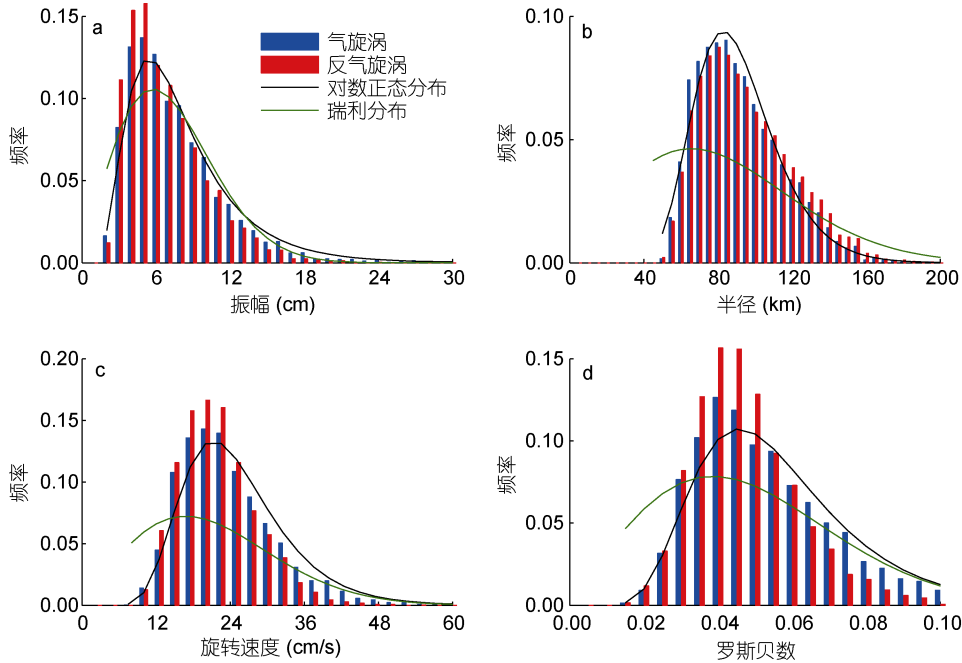 a
0.15
0.10
0.05
0.00
频率
0 6 12 18 24 30
振幅 (cm)
气旋涡
反气旋涡
对数正态分布
瑞利分布
b
0.10
0.05
0.00
频率
0 40 80 120 160 200
半径 (km)
c
0.20
0.15
0.10
0.05
0.00
频率
0 12 24 36 48 60
旋转速度 (cm/s)
d
0.15
0.10
0.05
0.00
频率
0.00 0.02 0.04 0.06 0.08 0.10
罗斯贝数